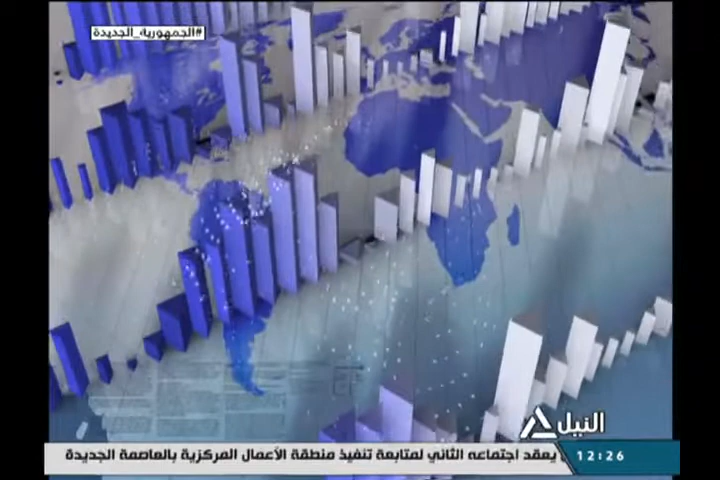 #الجمهورية_الجديدة
النيل
يعقد اجتماعه الثاني لمتابعة تنفيذ منطقة الأعمال المركزية بالعاصمة الجديدة
12:26